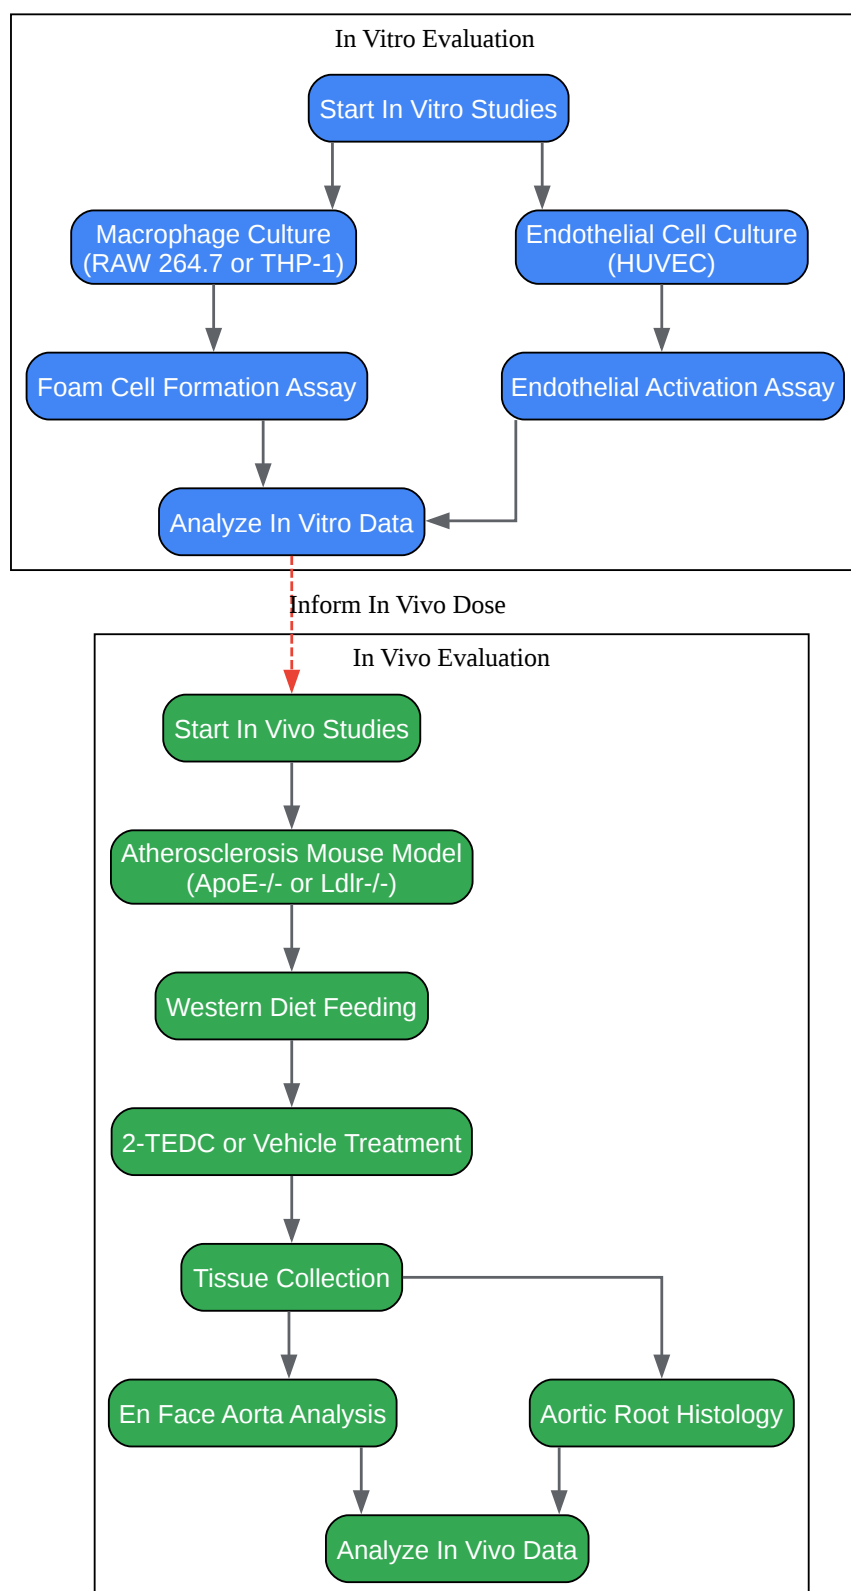 In Vitro Evaluation
Start In Vitro Studies
Macrophage Culture
(RAW 264.7 or THP-1)
Endothelial Cell Culture
(HUVEC)
Foam Cell Formation Assay
Endothelial Activation Assay
Analyze In Vitro Data
Inform In Vivo Dose
In Vivo Evaluation
Start In Vivo Studies
Atherosclerosis Mouse Model
(ApoE-/- or Ldlr-/-)
Western Diet Feeding
2-TEDC or Vehicle Treatment
Tissue Collection
En Face Aorta Analysis
Aortic Root Histology
Analyze In Vivo Data